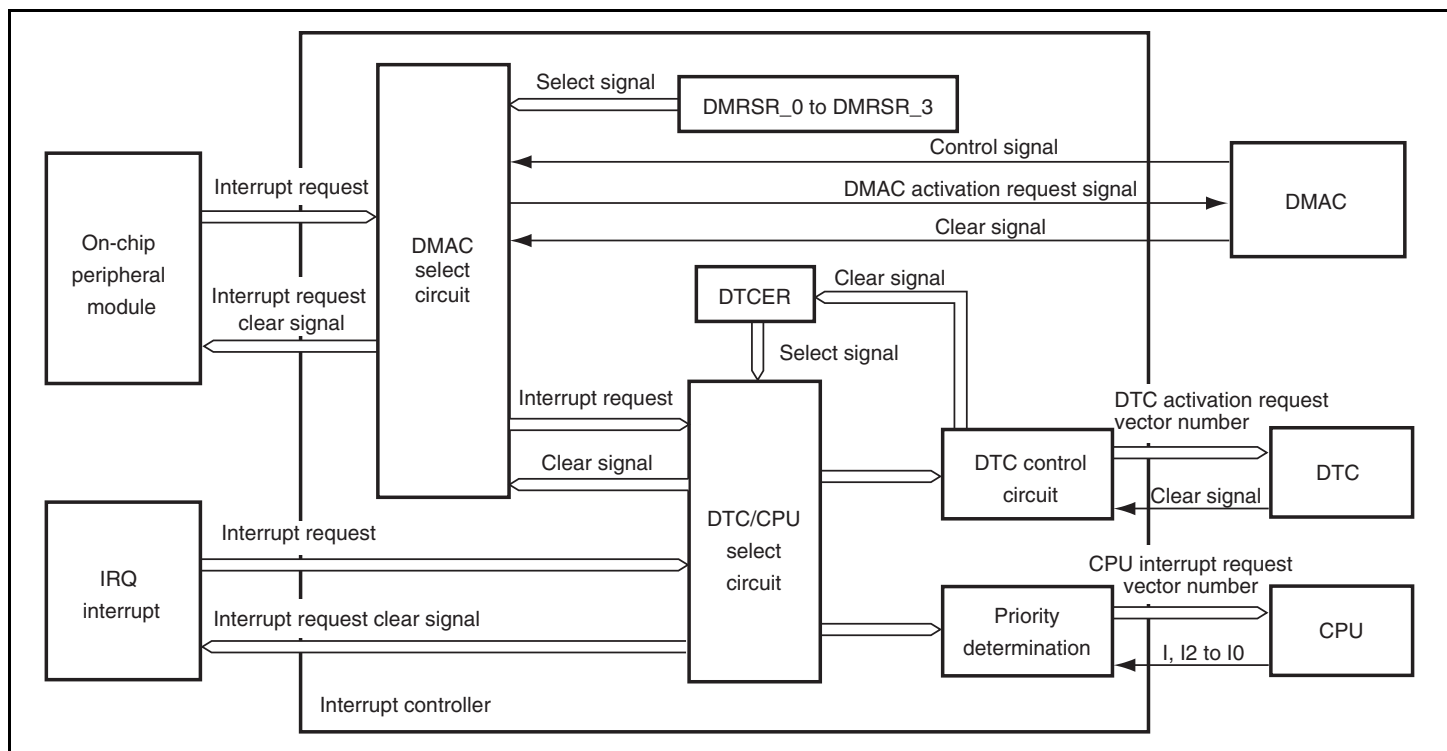 Select signal
DMRSR_0 to DMRSR_3
Control signal
Interrupt request
DMAC activation request signal
DMAC
On-chip
peripheral
module
DMAC
select
circuit
Clear signal
Interrupt request
clear signal
DTCER
Clear signal
Select signal
Interrupt request
DTC activation request
vector number
Clear signal
DTC control
circuit
DTC
Clear signal
DTC/CPU
select
circuit
Interrupt request
IRQ
interrupt
CPU interrupt request
vector number
Interrupt request clear signal
Priority
determination
CPU
I, I2 to I0
Interrupt controller